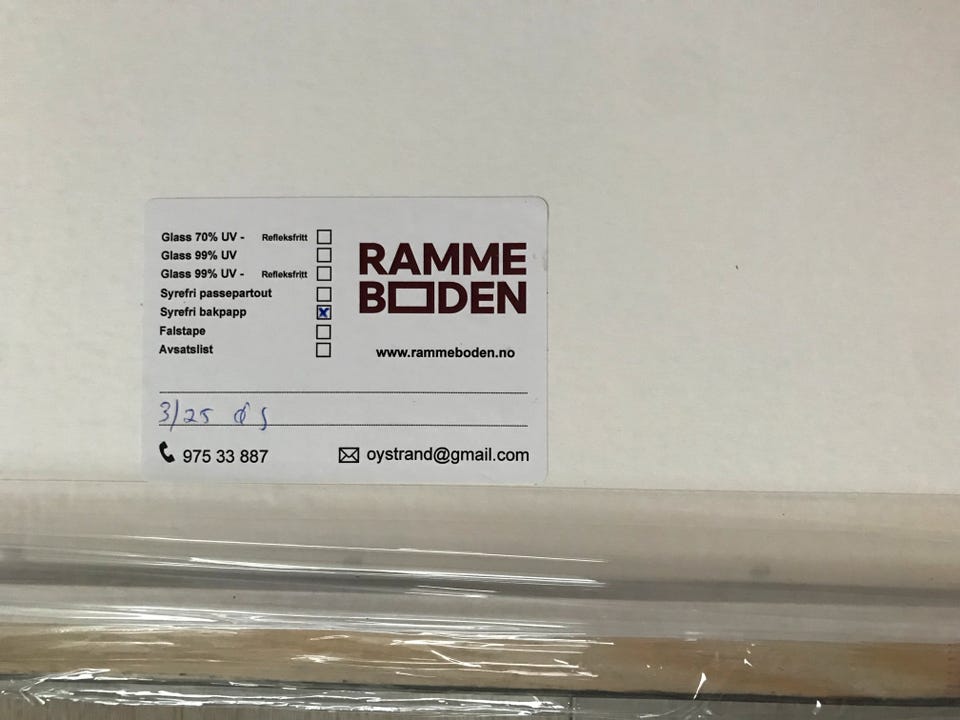 Glass 70% UV - Refleksfritt
Glass 99% UV
Glass 99% UV - Refleksfritt
Syrefri passepartout
Syrefri bakpapp
Falstape
Avsatslist
RAMME
BODEN
www.rammeboden.no
3/25 ØS
975 33 887
oystrand@gmail.com